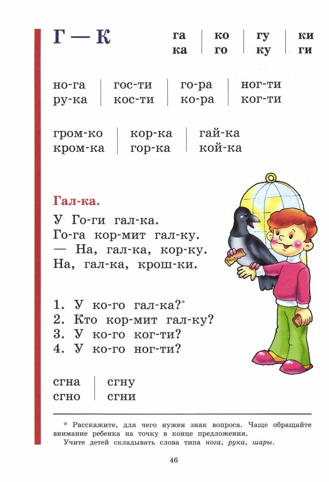 Г — К
га ко гу ки
ка го ку ги
но-га гос-ти го-ра ног-ти
ру-ка кос-ти ко-ра ког-ти
гром-ко кор-ка гай-ка
кром-ка гор-ка кой-ка
Гал-ка.
У Го-ги гал-ка.
Го-га кор-мит гал-ку.
— На, гал-ка, кор-ку.
На, гал-ка, крош-ки.
1. У ко-го гал-ка?*
2. Кто кор-мит гал-ку?
3. У ко-го ког-ти?
4. У ко-го ног-ти?
сгна сгну
сгно сгни
* Расскажите, для чего нужен знак вопроса. Чаще обращайте
внимание ребенка на точку в конце предложения.
Учите детей складывать слова типа нога, рука, шары.
46